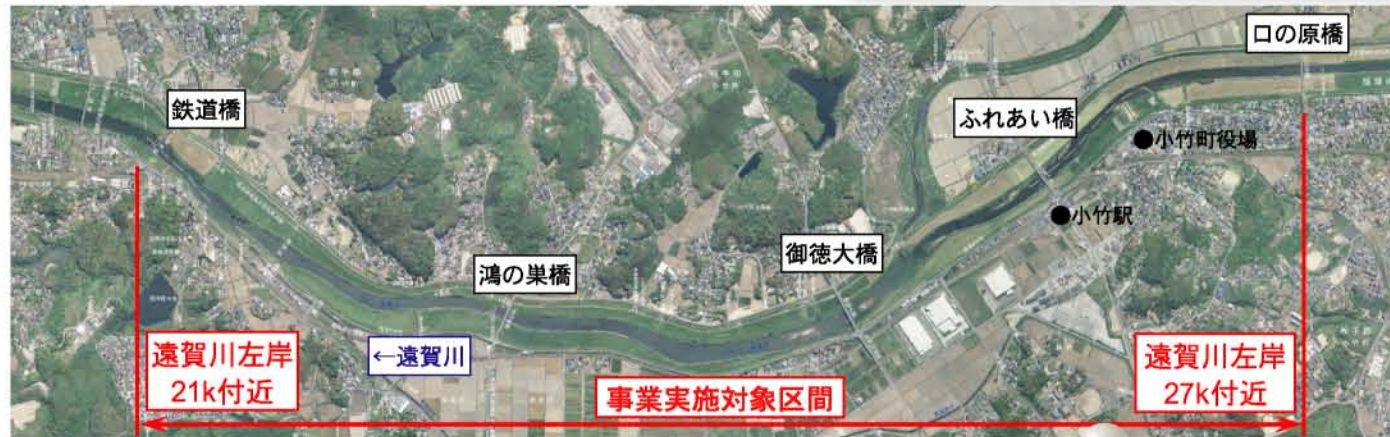 口の原橋
鉄道橋
ふれあい橋
●小竹町役場
●小竹駅
御徳大橋
鴻の巣橋
←遠賀川
遠賀川左岸
21k付近
遠賀川左岸
27k付近
事業実施対象区間